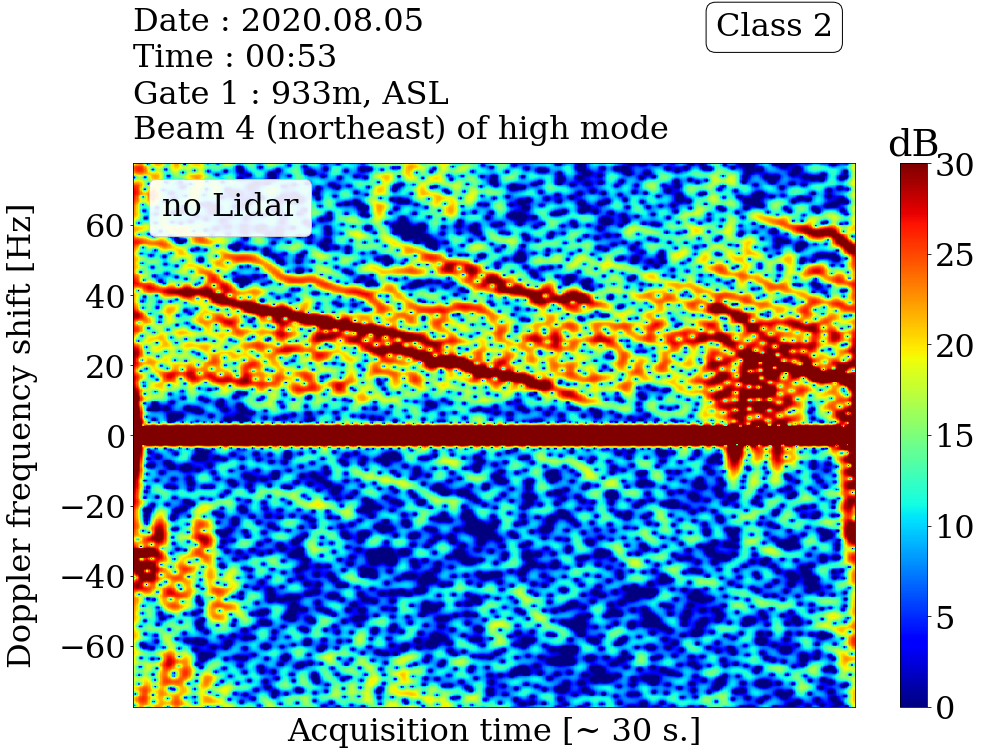 Date : 2020.08.05
Time : 00:53
Gate 1 : 933m, ASL
Beam 4 (northeast) of high mode
Class 2
dB
no Lidar
Doppler frequency shift [Hz]
60
40
20
0
−20
−40
−60
30
25
20
15
10
5
0
Acquisition time [~ 30 s.]